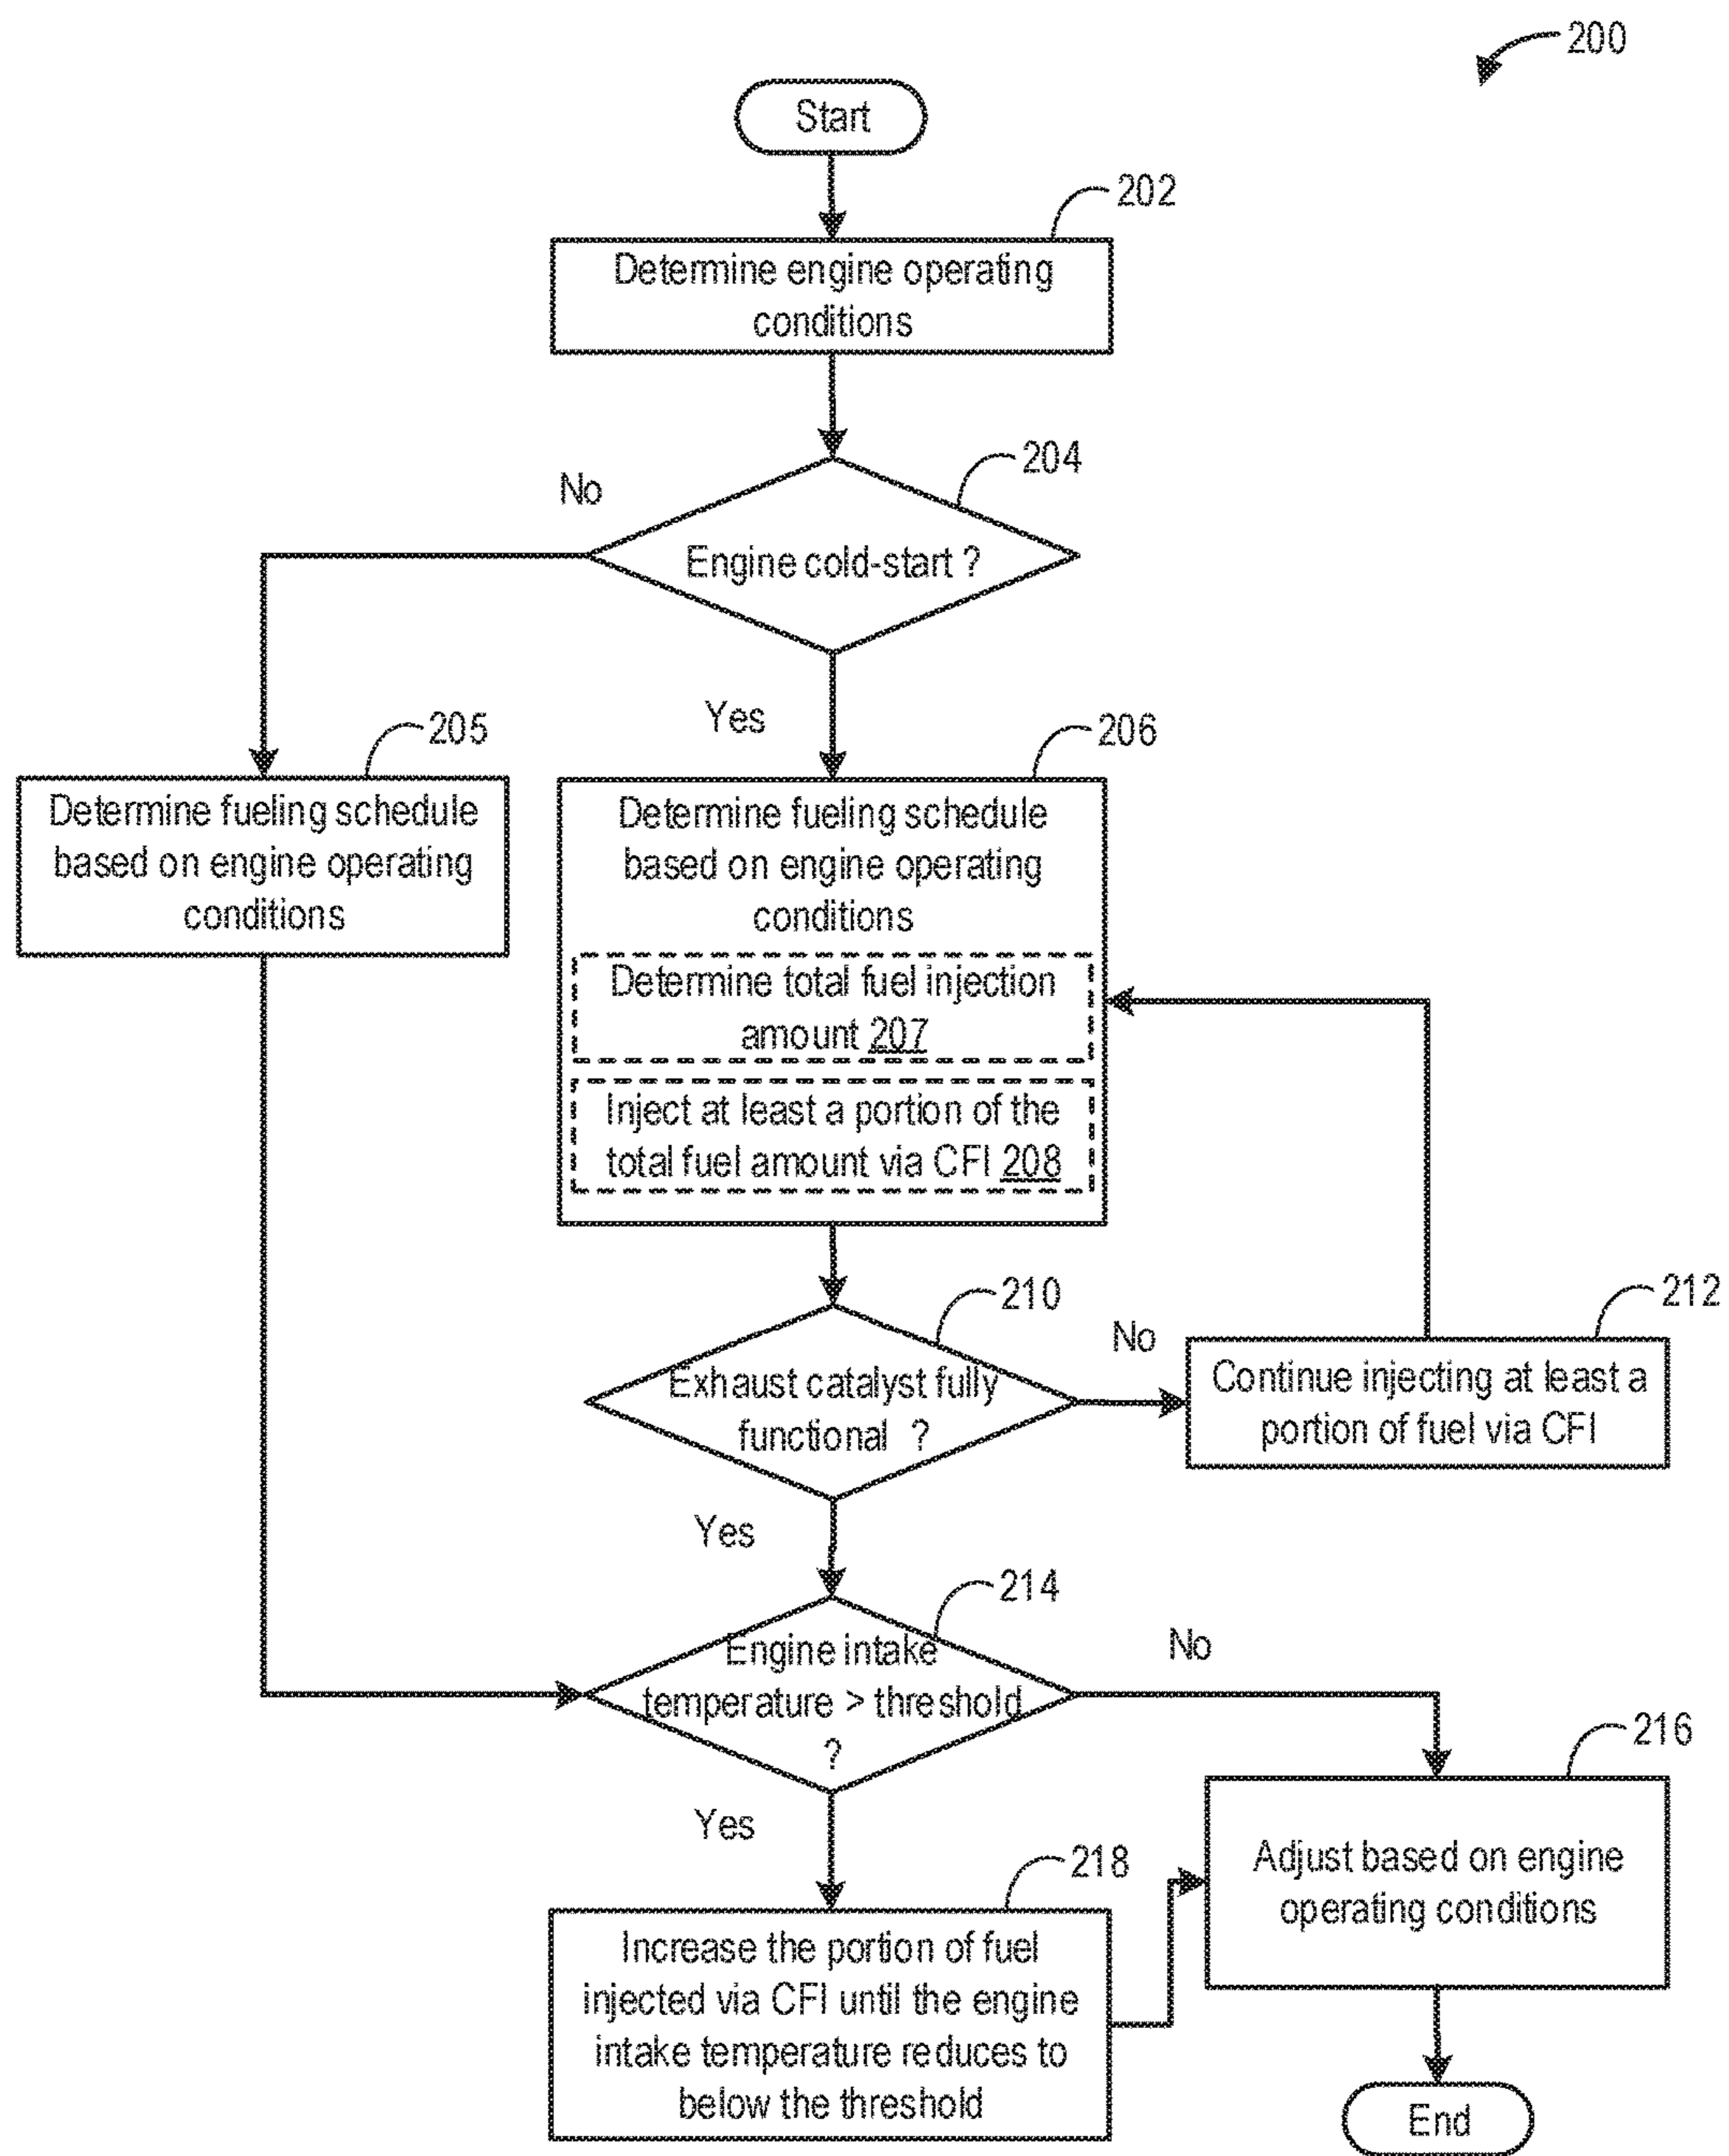 200
Start
202
Determine engine operating
conditions
204
No
Engine cold-start ?
Yes
205
206
Determine fueling schedule
based on engine operating
conditions
Determine fueling schedule
based on engine operating
conditions
Determine total fuel injection
amount 207
Inject at least a portion of the
total fuel amount via CFI 208
210
Exhaust catalyst fully
functional ?
No
212
Continue injecting at least a
portion of fuel via CFI
Yes
214
Engine intake
temperature > threshold
?
No
216
Adjust based on engine
operating conditions
Yes
218
Increase the portion of fuel
injected via CFI until the engine
intake temperature reduces to
below the threshold
End